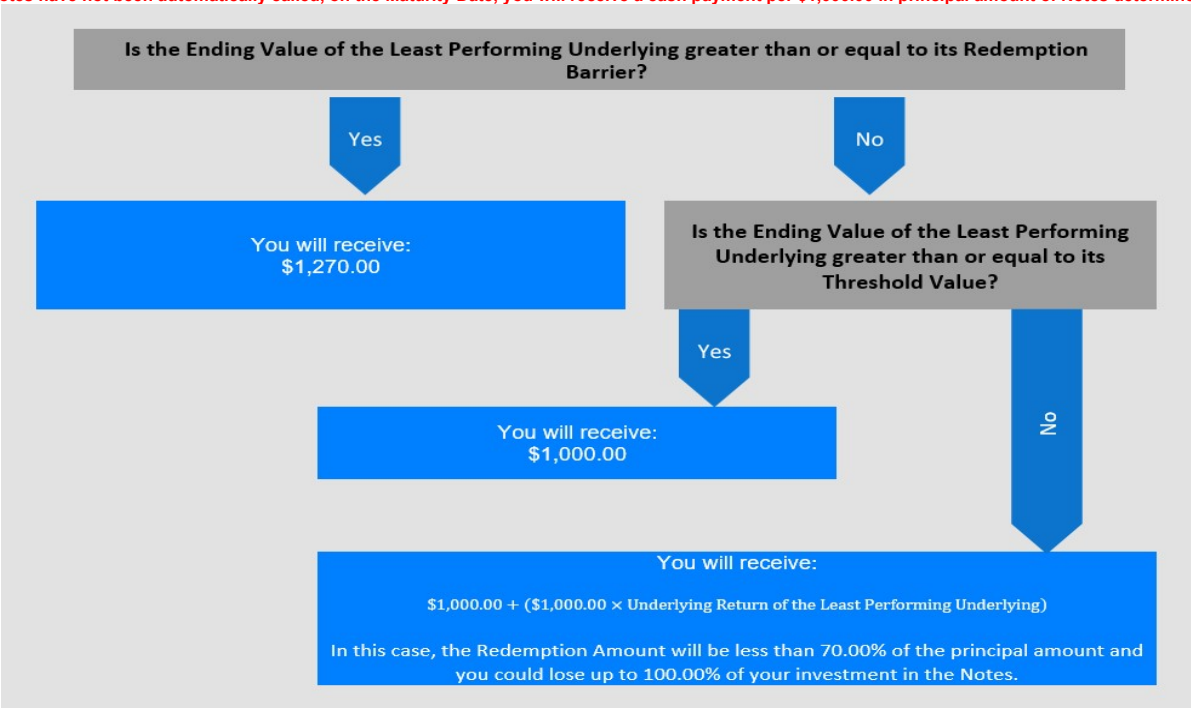 Is the Ending Value of the Least Performing Underlying greater than or equal to its Redemption
Barrier?
Yes
No
You will receive:
$1,270.00
Is the Ending Value of the Least Performing
Underlying greater than or equal to its
Threshold Value?
Yes
No
You will receive:
$1,000.00
You will receive:
$1,000.00 + ($1,000.00 × Underlying Return of the Least Performing Underlying)
In this case, the Redemption Amount will be less than 70.00% of the principal amount and
you could lose up to 100.00% of your investment in the Notes.